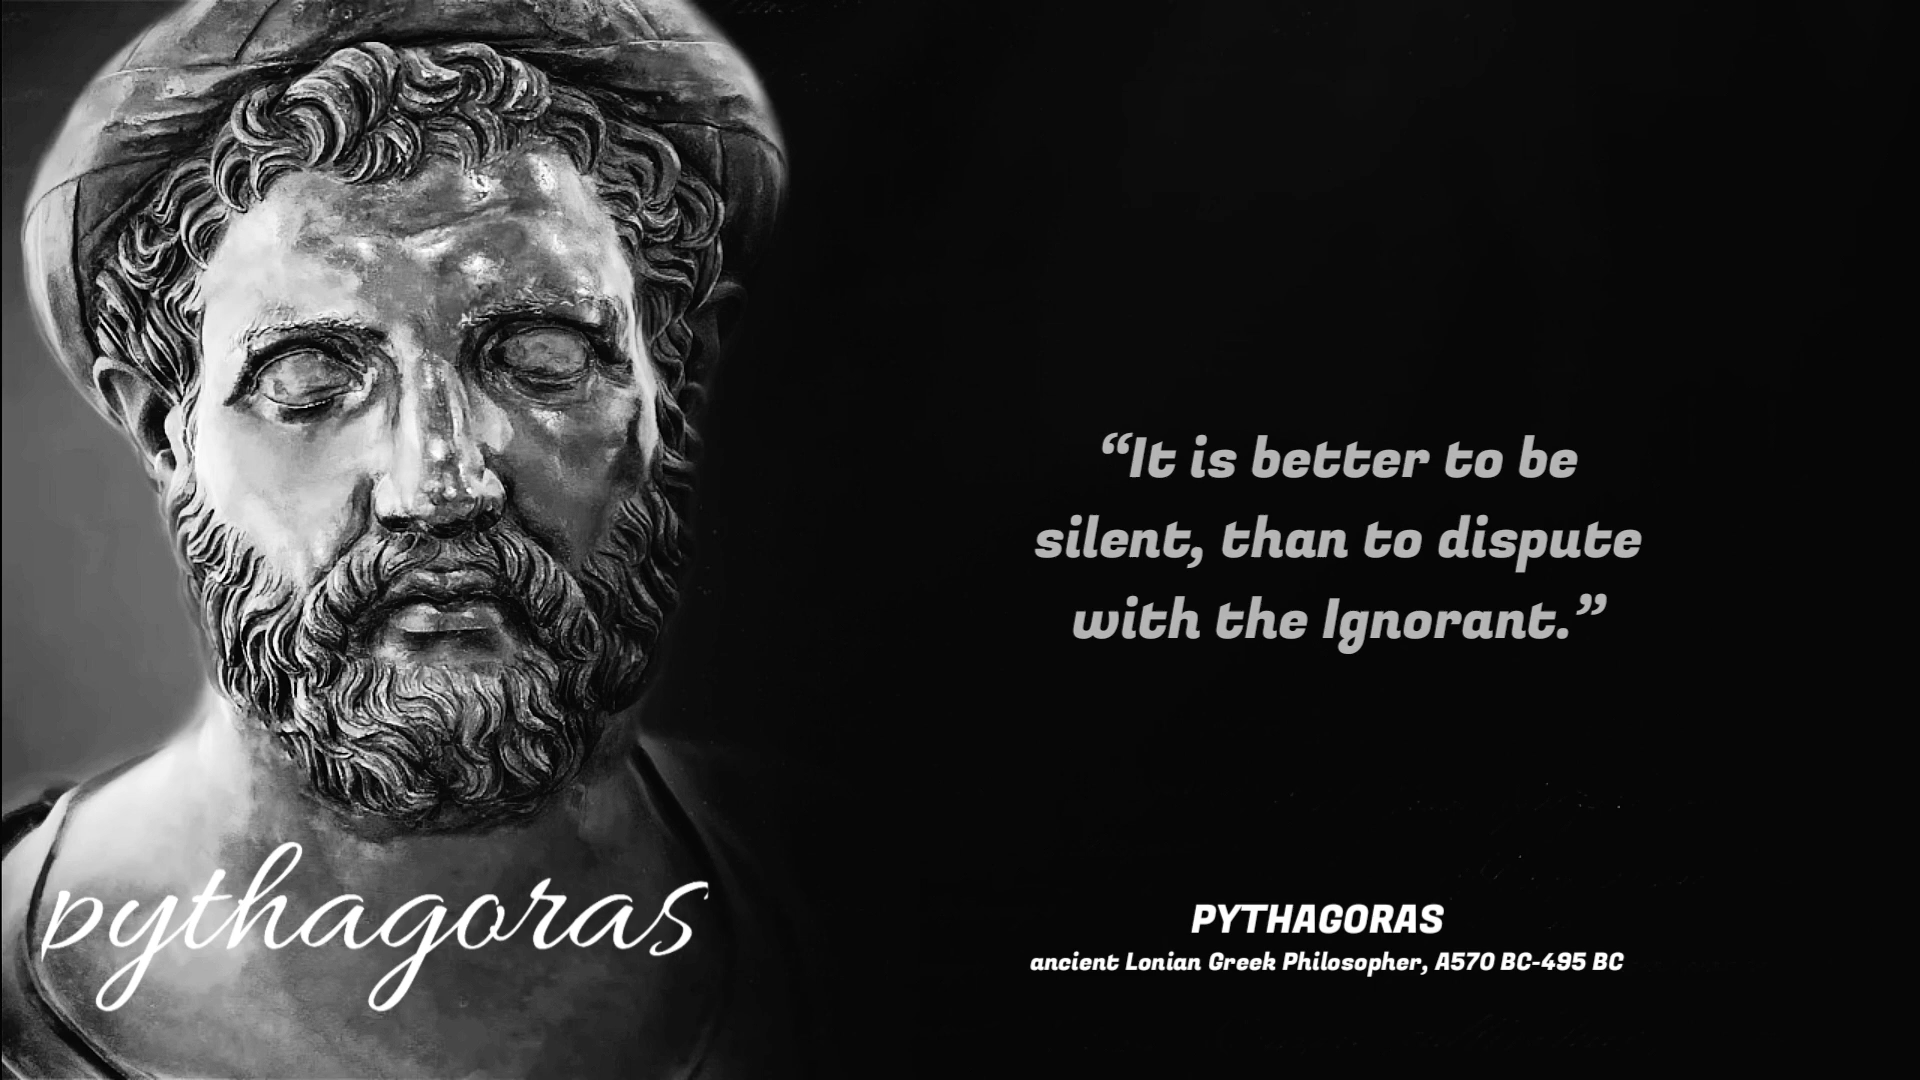 “It is better to be
silent, than to dispute
with the Ignorant.”
pythagoras
PYTHAGORAS
ancient Lonian Greek Philosopher, A570 BC-495 BC